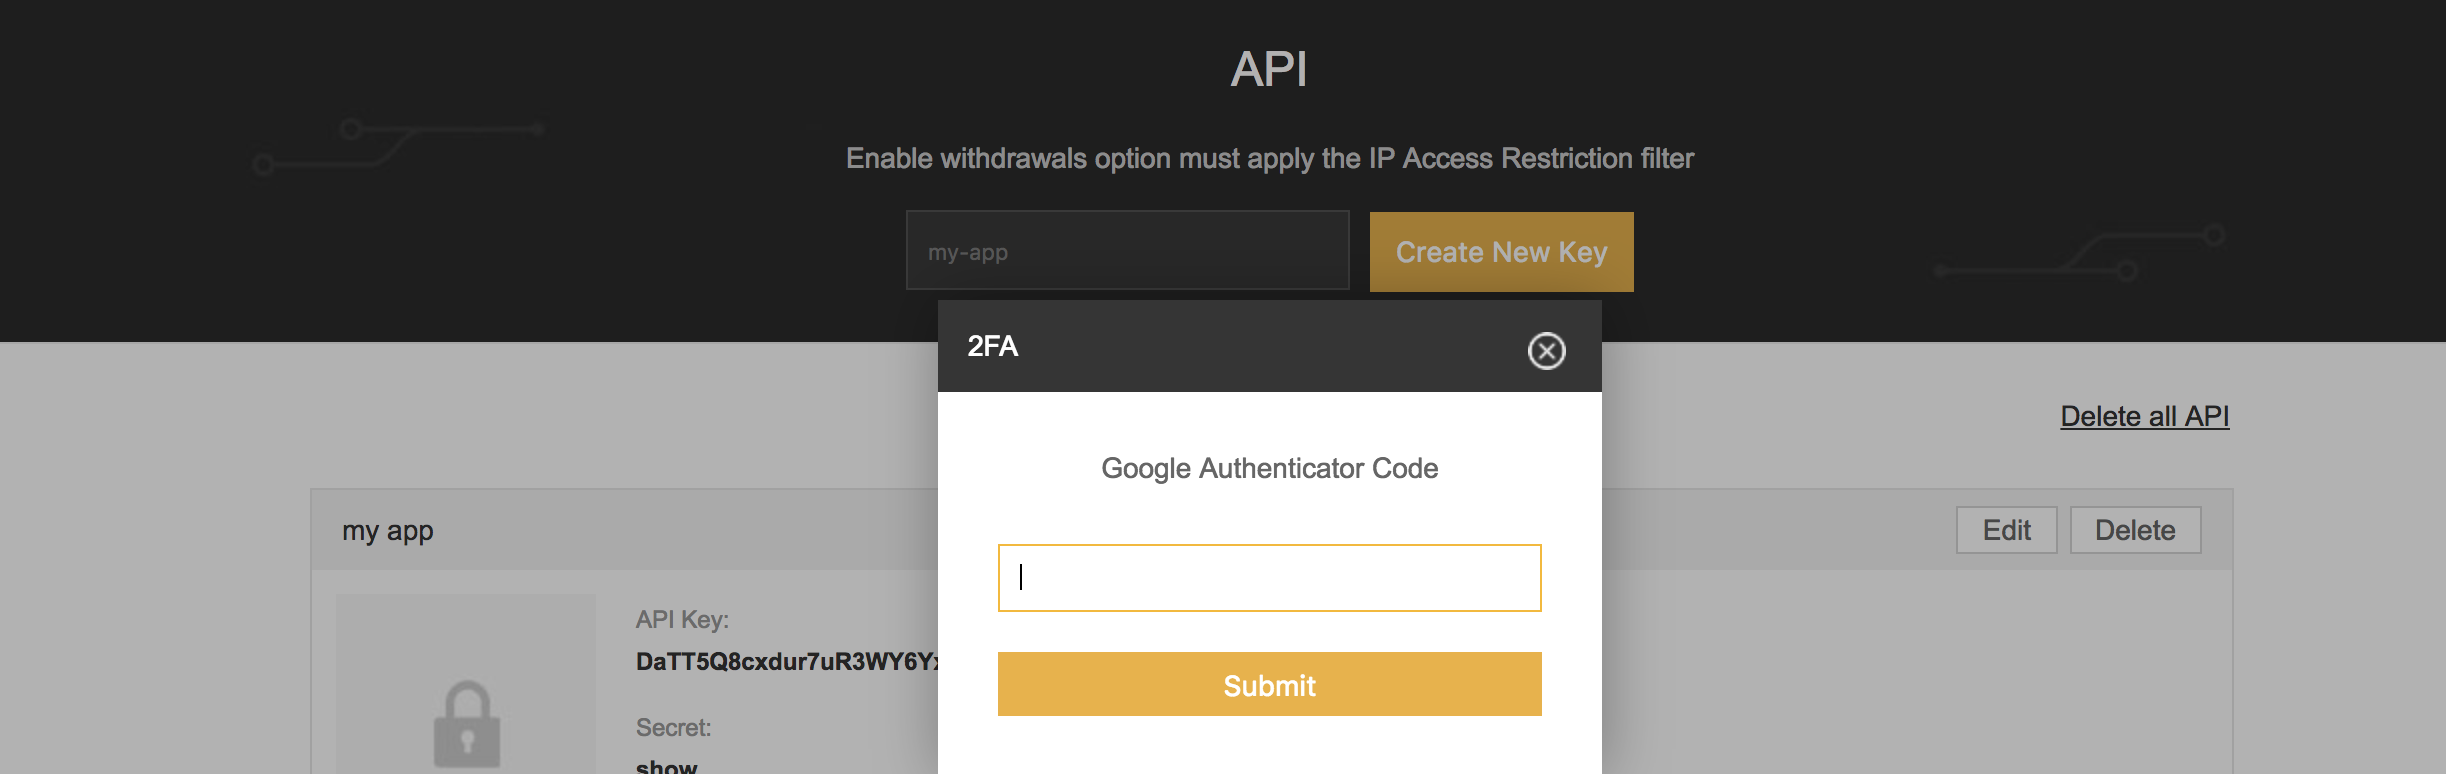 API
Enable withdrawals option must apply the IP Access Restriction filter
my-app
Create New Key
2FA
Delete all API
Google Authenticator Code
my app
Edit
Delete
API Key:
DaTT5Q8cxdur7uR3WY6Y
Submit
Secret:
show